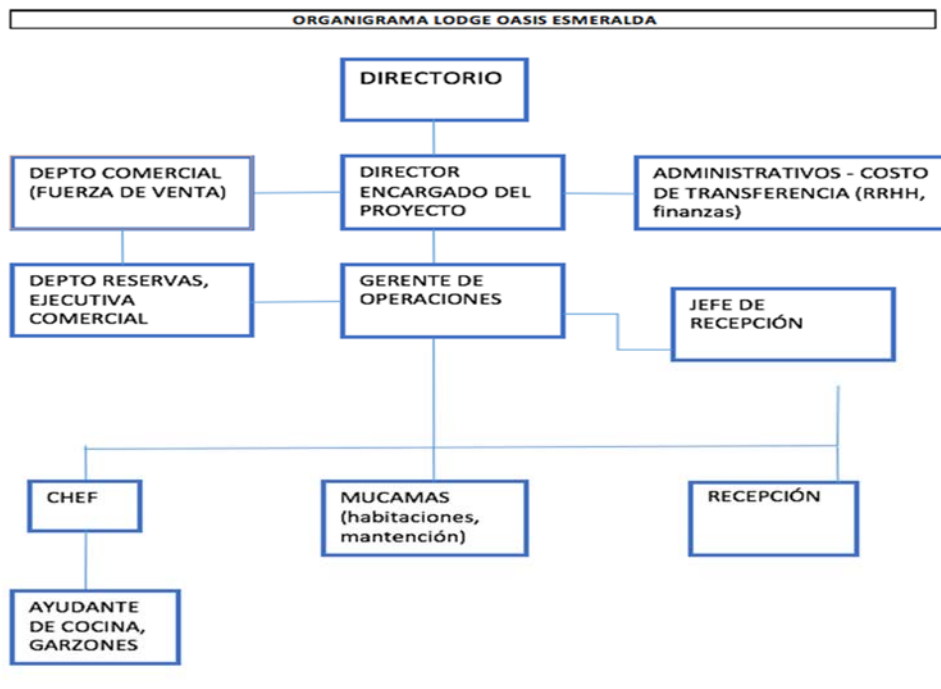 ORGANIGRAMA LODGE OASIS ESMERALDA
DIRECTORIO
DEPTO COMERCIAL
(FUERZA DE VENTA)
DIRECTOR
ENCARGADO DEL
PROYECTO
ADMINISTRATIVOS - COSTO
DE TRANSFERENCIA (RRHH,
finanzas)
DEPTO RESERVAS,
EJECUTIVA
COMERCIAL
GERENTE DE
OPERACIONES
JEFE DE
RECEPCIÓN
CHEF
MUCAMAS
(habitaciones,
mantención)
RECEPCIÓN
AYUDANTE
DE COCINA,
GARZONES